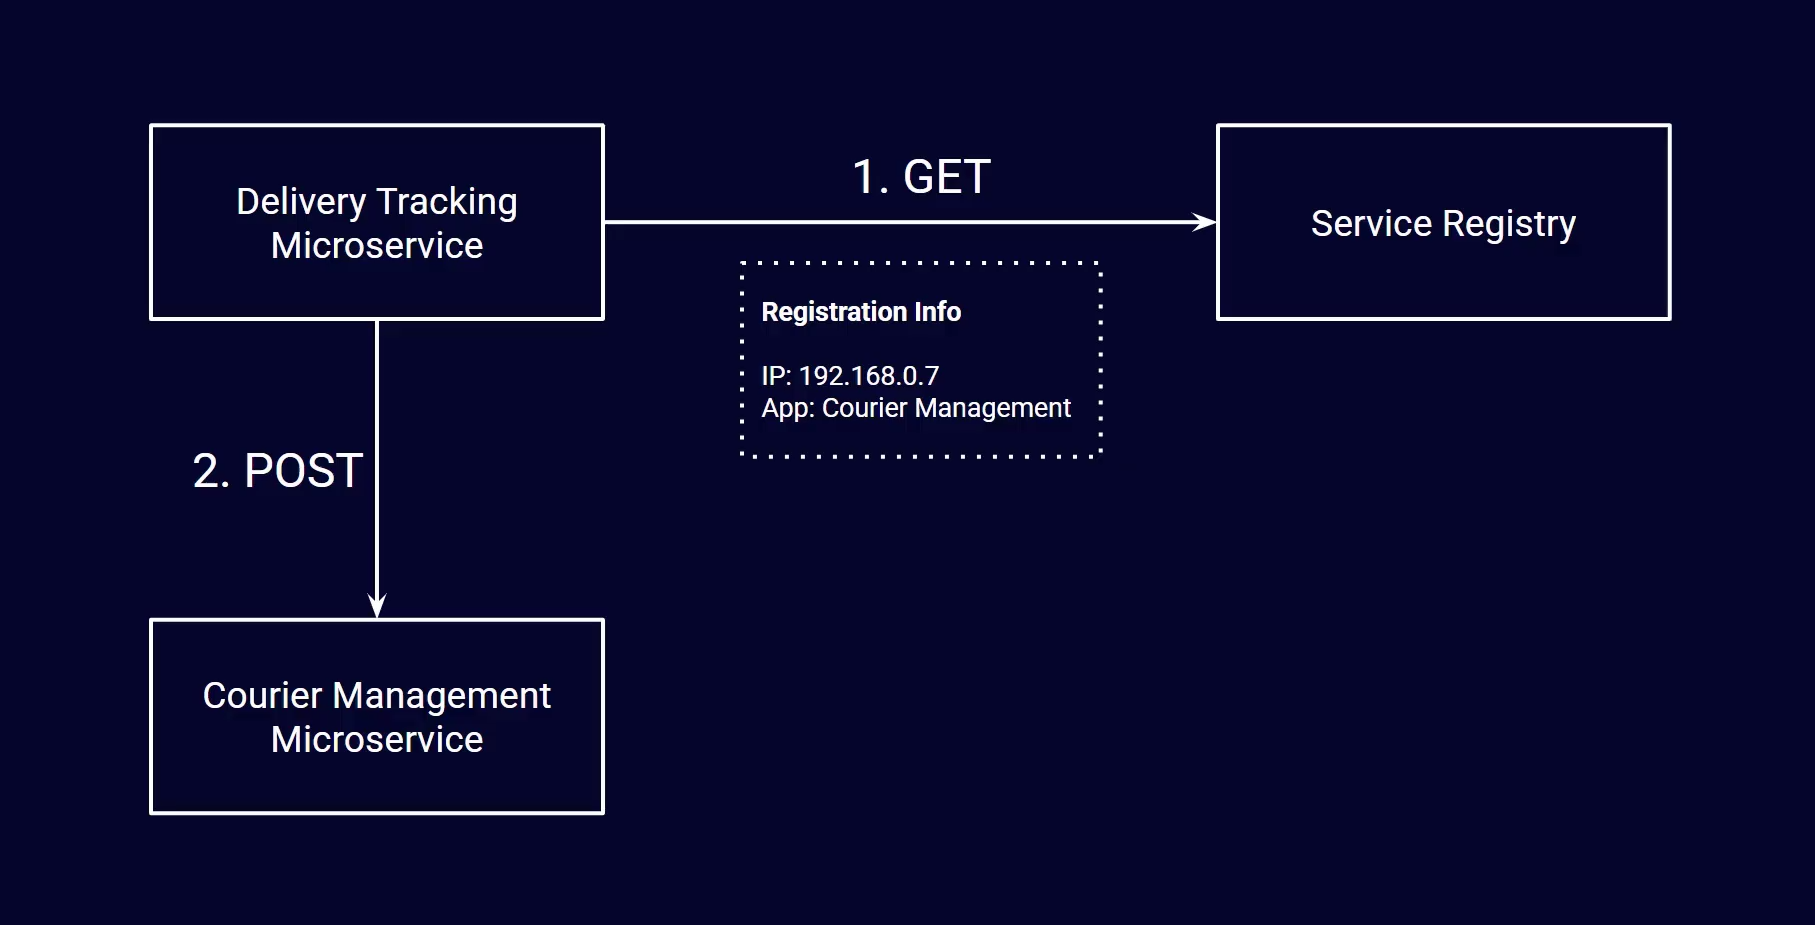 Delivery Tracking
Microservice
1. GET
Service Registry
Registration Info
IP: 192.168.0.7
App: Courier Management
2. POST
Courier Management
Microservice